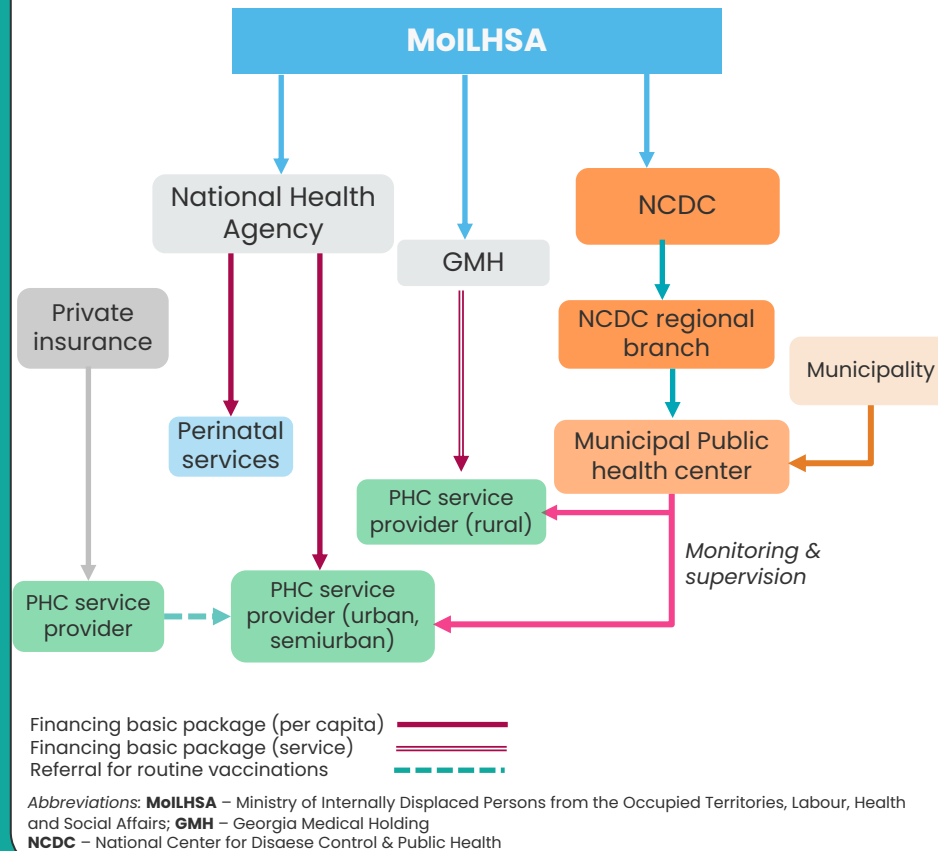 MoILHSA
National Health
Agency
NCDC
GMH
Private
insurance
NCDC regional
branch
Municipality
Perinatal
services
Municipal Public
health center
PHC service
provider (rural)
Monitoring &
supervision
PHC service
provider
PHC service
provider (urban,
semiurban)
Financing basic package (per capita)
Financing basic package (service)
Referral for routine vaccinations
Abbreviations: MoILHSA – Ministry of Internally Displaced Persons from the Occupied Territories, Labour, Health
and Social Affairs; GMH – Georgia Medical Holding
NCDC – National Center for Disgese Control & Public Health